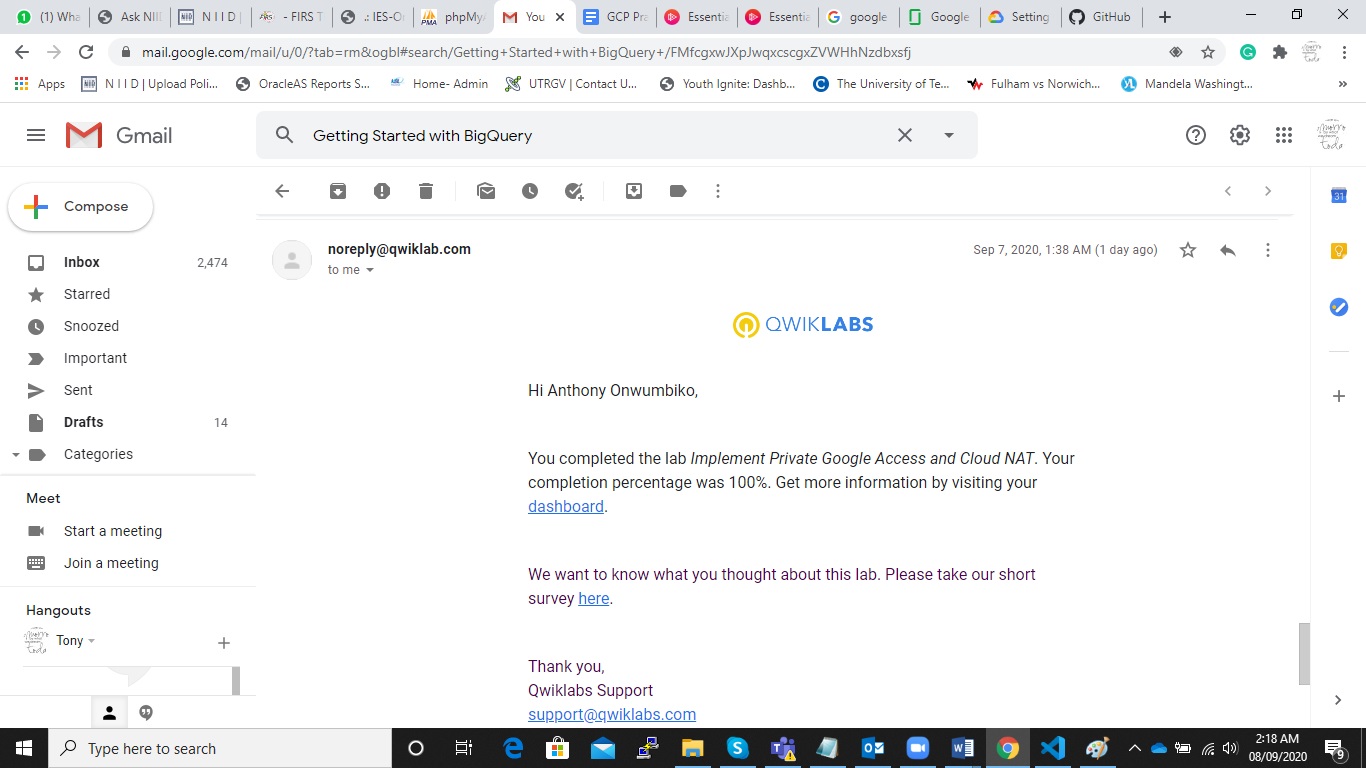 (1) Wha
Ask NII
N I I D |
- FIRS T
.: IES-O
phpMyA
You
GCP Pra
Essentia
Essentia
google
Google
Setting
GitHub
mail.google.com/mail/u/0/?tab=rm&ogbl#search/Getting+Started+with+BigQuery+/FMfcgxwJXpJwqxcscgxZVWHhNzdbxsfj
Apps
N I I D | Upload Poli...
OracleAS Reports S...
Home- Admin
UTRGV | Contact U...
Youth Ignite: Dashb...
The University of Te...
Fulham vs Norwich...
Mandela Washingt...
»
Gmail
Getting Started with BigQuery
Compose
noreply@qwiklab.com
Sep 7, 2020, 1:38 AM (1 day ago)
to me
Inbox 2,474
Starred
Snoozed
Important
Sent
Drafts 14
Categories
Meet
Start a meeting
Join a meeting
Hangouts
Tony
QWIKLABS
Hi Anthony Onwumbiko,
You completed the lab Implement Private Google Access and Cloud NAT. Your
completion percentage was 100%. Get more information by visiting your
dashboard.
We want to know what you thought about this lab. Please take our short
survey here.
Thank you,
Qwiklabs Support
support@qwiklabs.com
31
Type here to search
2:18 AM
08/09/2020
9